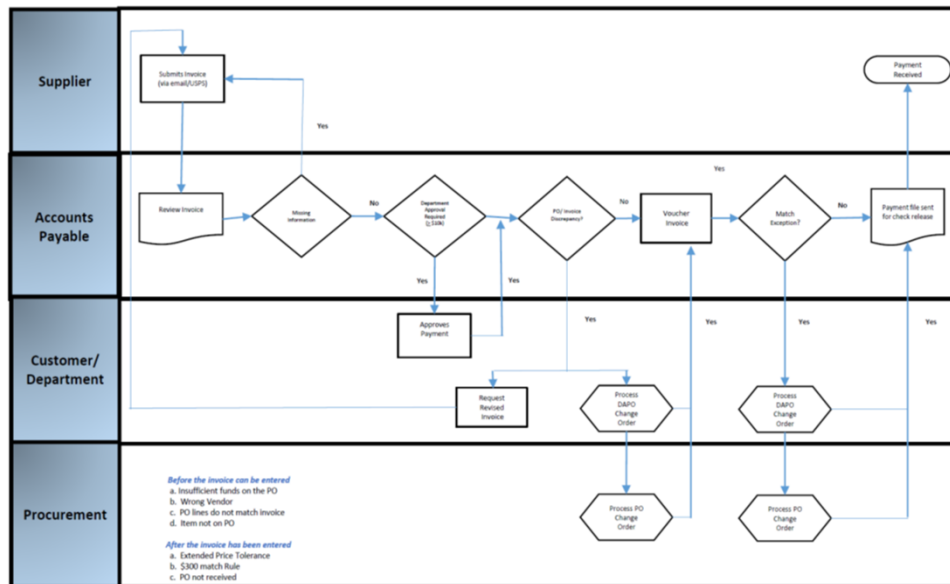 Supplier
Submits Invoice
(via email/USPS)
Payment
Received
Yes
Accounts
Payable
Review Invoice
Missing
Information
No
Department
Approval
Required
Yes
Yes
PO/ Invoice
Discrepancy?
No
Voucher
Invoice
Yes
Match
Exception?
No
Payment file sent
for check release
Customer/
Department
Approves
Payment
Yes
Yes
Yes
Yes
Request
Revised
Invoice
Process
DAPO
Change
Order
Process
DAPO
Change
Order
Procurement
Process PO
Change
Order
Process PO
Change
Order
Before the invoice can be entered
a. Insufficient funds on the PO
b. Wrong Vendor
c. PO lines do not match invoice
d. Item not on PO
After the invoice has been entered
a. Extended Price Tolerance
b. $300 match Rule
c. PO not received